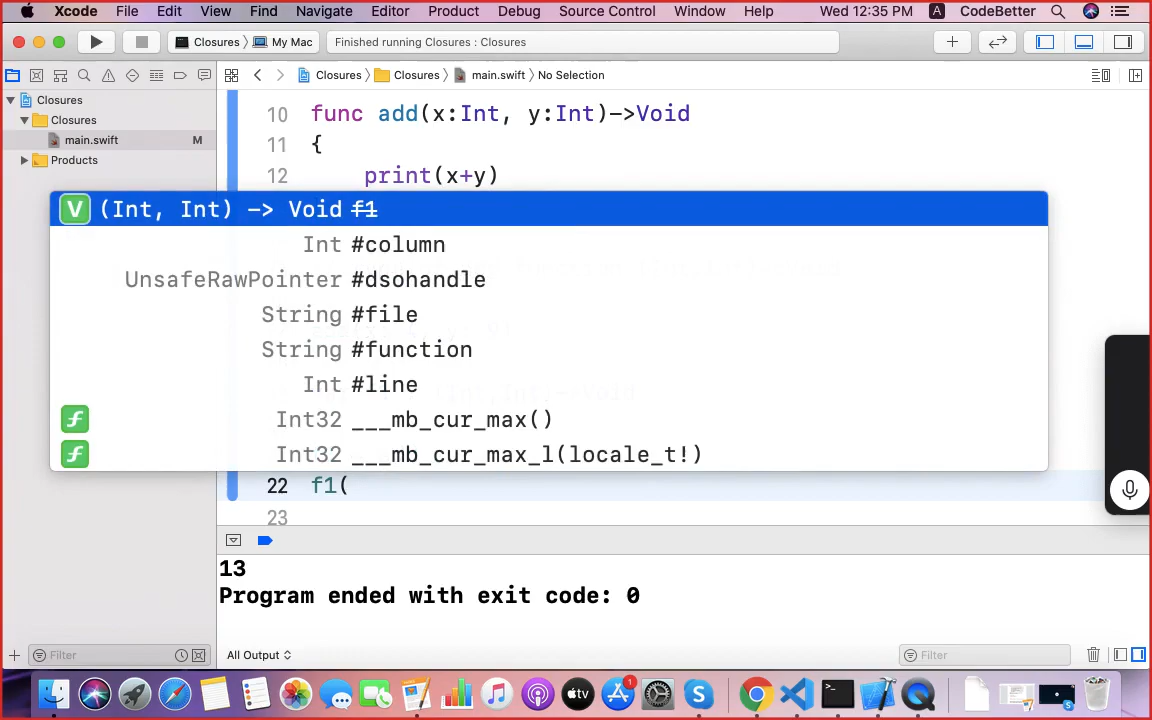 Xcode File Edit View Find Navigate Editor Product Debug Source Control Window Help Wed 12:35 PM A CodeBetter
Closures My Mac Finished running Closures : Closures
Closures Closures main.swift No Selection
Closures
Closures
main.swift M
Products
10 func add(x:Int, y:Int)->Void
11 {
12 print(x+y)
V (Int, Int) -> Void f1
Int #column
UnsafeRawPointer #dsohandle
String #file
String #function
Int #line
f Int32 ___mb_cur_max()
f Int32 ___mb_cur_max_l(locale_t!)
22 f1(
23
13
Program ended with exit code: 0
Filter All Output Filter
tv 1 S